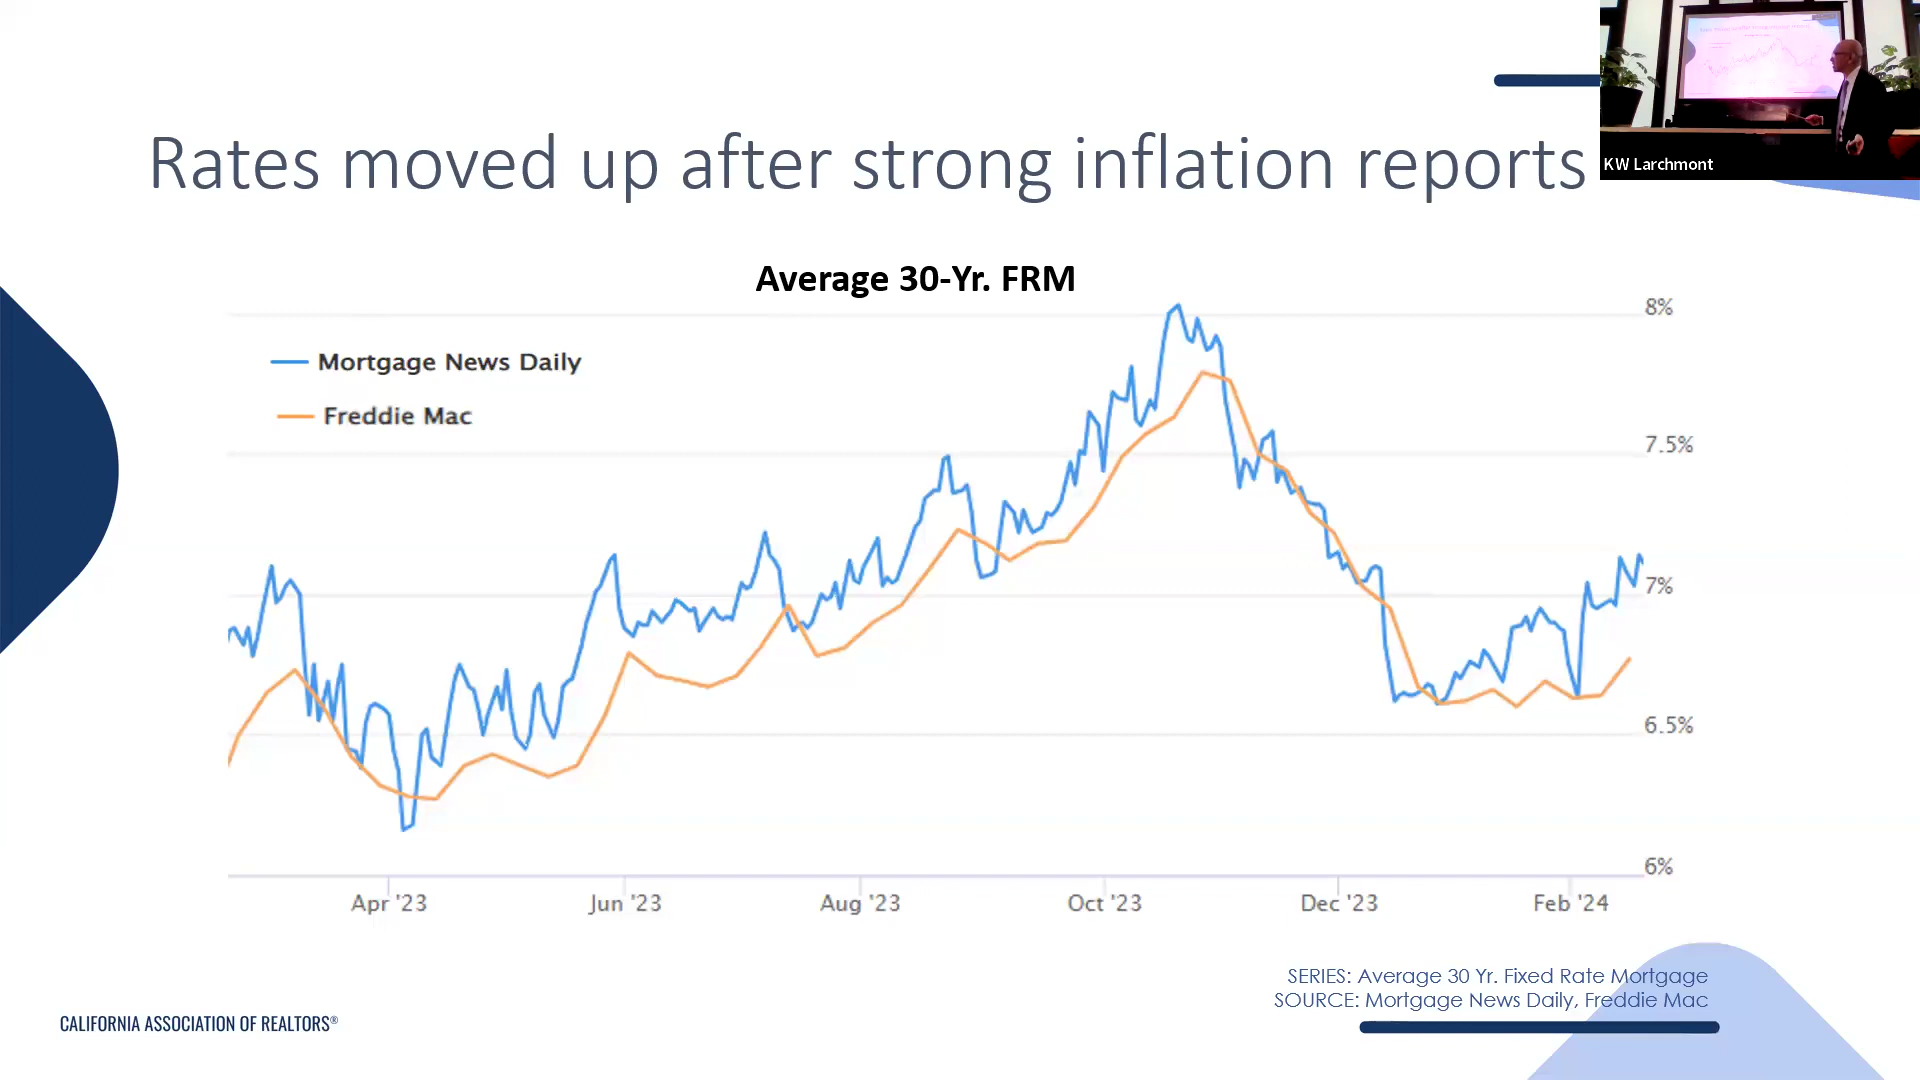 Rates moved up after strong inflation reports
KW Larchmont
Average 30-Yr. FRM
Mortgage News Daily
Freddie Mac
8%
7.5%
7%
6.5%
6%
Apr '23 Jun '23 Aug '23 Oct '23 Dec '23 Feb '24
SERIES: Average 30 Yr. Fixed Rate Mortgage
SOURCE: Mortgage News Daily, Freddie Mac
CALIFORNIA ASSOCIATION OF REALTORS®